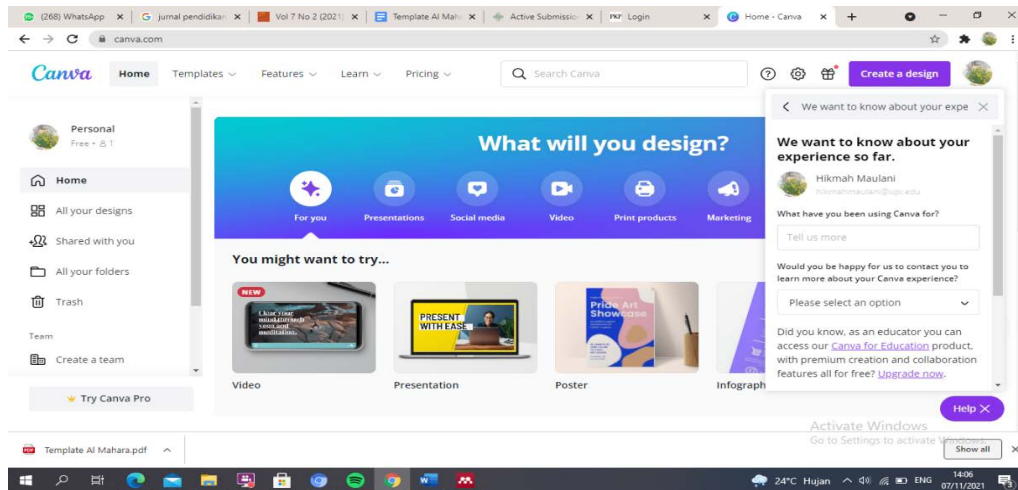 (268) WhatsApp
jurnal pendidikan
Vol 7 No 2 (2021)
Template Al Maha
Active Submissio
PKP Login
Home - Canva
canva.com
Canva
Home
Templates
Features
Learn
Pricing
Search Canva
Create a design
Personal
Free • 1
Home
All your designs
Shared with you
All your folders
Trash
Team
Create a team
Try Canva Pro
What will you design?
For you
Presentations
Social media
Video
Print products
Marketing
You might want to try...
NEW
Clear your
mind through
yoga and
meditation.
Video
PRESENT
WITH EASE
Presentation
Pride Art
Showcase
Poster
Infograph
We want to know about your expe
We want to know about your
experience so far.
Hikmah Maulani
hikmahmaulani@upi.edu
What have you been using Canva for?
Tell us more
Would you be happy for us to contact you to
learn more about your Canva experience?
Please select an option
Did you know, as an educator you can
access our Canva for Education product,
with premium creation and collaboration
features all for free? Upgrade now.
Help
Activate Windows
Go to Settings to activate Windows.
Template Al Mahara.pdf
Show all
24°C Hujan
ENG
14:06
07/11/2021